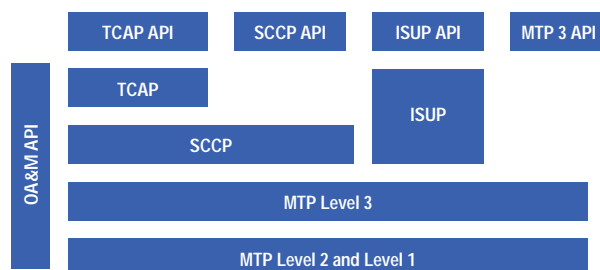 TCAP API
SCCP API
ISUP API
MTP 3 API
OA&M API
TCAP
ISUP
SCCP
MTP Level 3
MTP Level 2 and Level 1